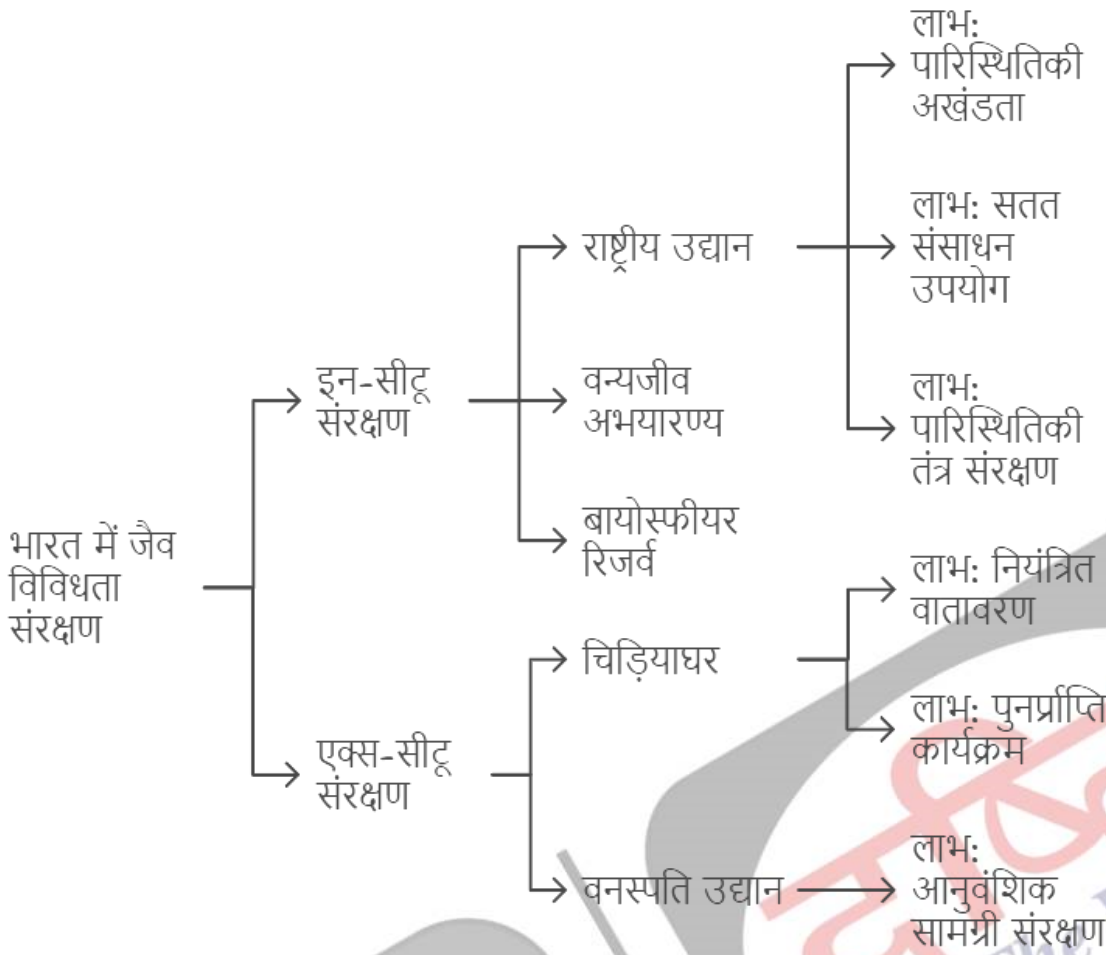 भारत में जैव
विविधता
संरक्षण
इन-सीटू
संरक्षण
राष्ट्रीय उद्यान
लाभ:
पारिस्थितिकी
अखंडता
लाभ: सतत
संसाधन
उपयोग
लाभ:
पारिस्थितिकी
तंत्र संरक्षण
वन्यजीव
अभयारण्य
बायोस्फीयर
रिजर्व
एक्स-सीटू
संरक्षण
चिड़ियाघर
लाभ: नियंत्रित
वातावरण
लाभ: पुनर्प्राप्ति
कार्यक्रम
वनस्पति उद्यान
लाभ:
आनुवंशिक
सामग्री संरक्षण
The